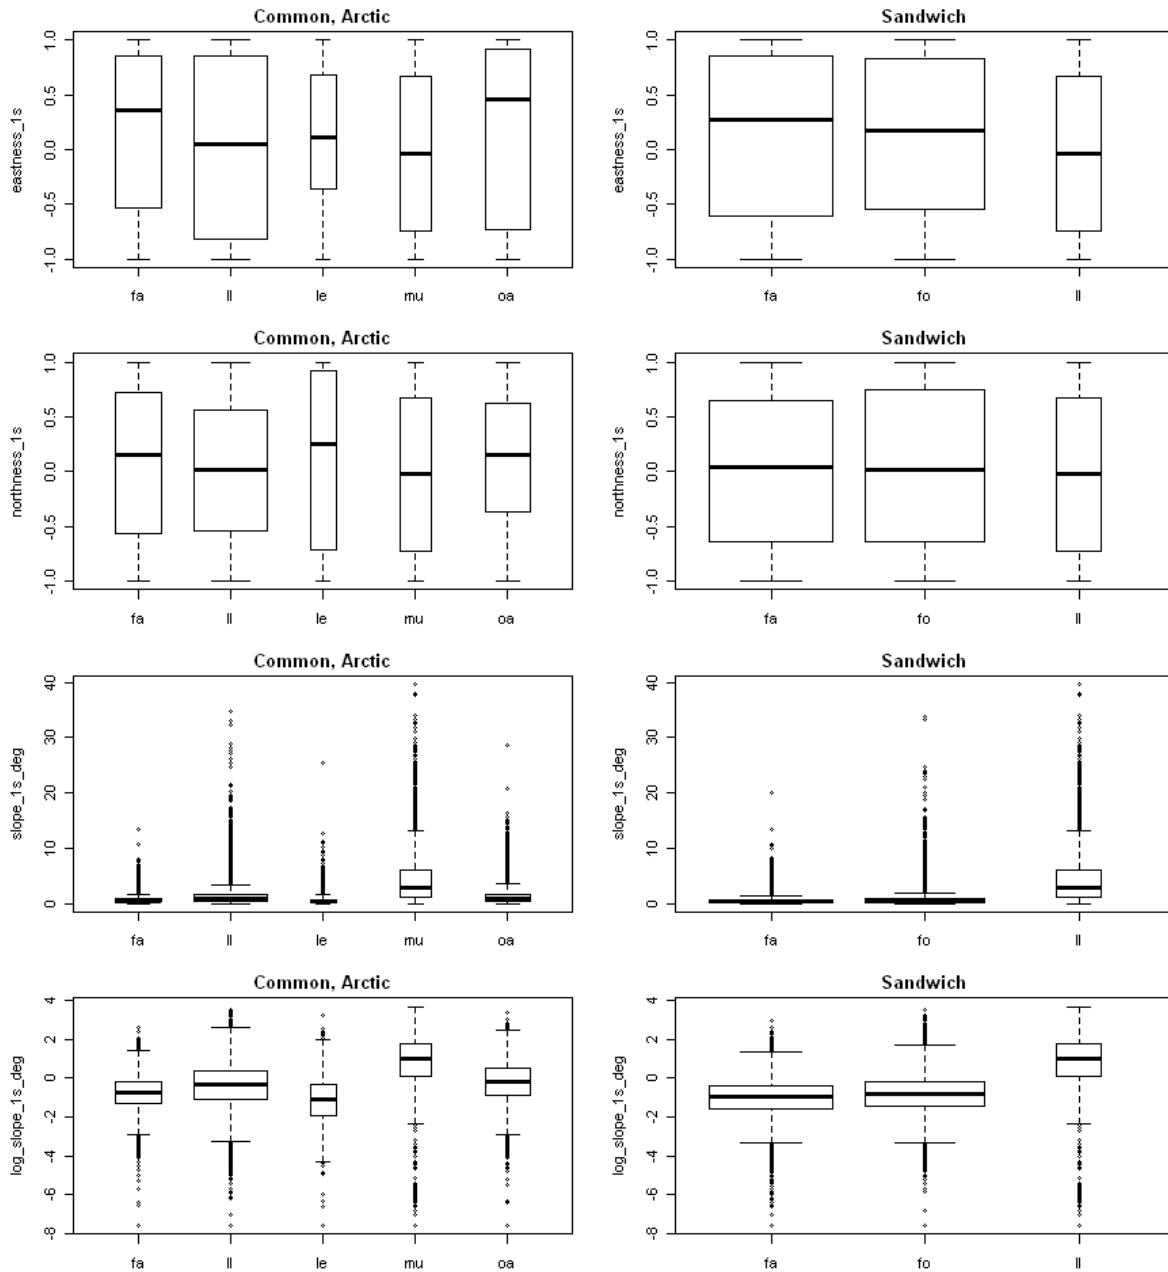 Common, Arctic
Sandwich
eastness_1s
1.0
0.5
0.0
-0.5
-1.0
fa
ll
le
mu
oa
eastness_1s
1.0
0.5
0.0
-0.5
-1.0
fa
fo
ll
Common, Arctic
Sandwich
northness_1s
1.0
0.5
0.0
-0.5
-1.0
fa
ll
le
mu
oa
northness_1s
1.0
0.5
0.0
-0.5
-1.0
fa
fo
ll
Common, Arctic
Sandwich
slope_1s_deg
40
30
20
10
0
fa
ll
le
mu
oa
slope_1s_deg
40
30
20
10
0
fa
fo
ll
Common, Arctic
Sandwich
log_slope_1s_deg
4
2
0
-2
-4
-6
-8
fa
ll
le
mu
oa
log_slope_1s_deg
4
2
0
-2
-4
-6
-8
fa
fo
ll